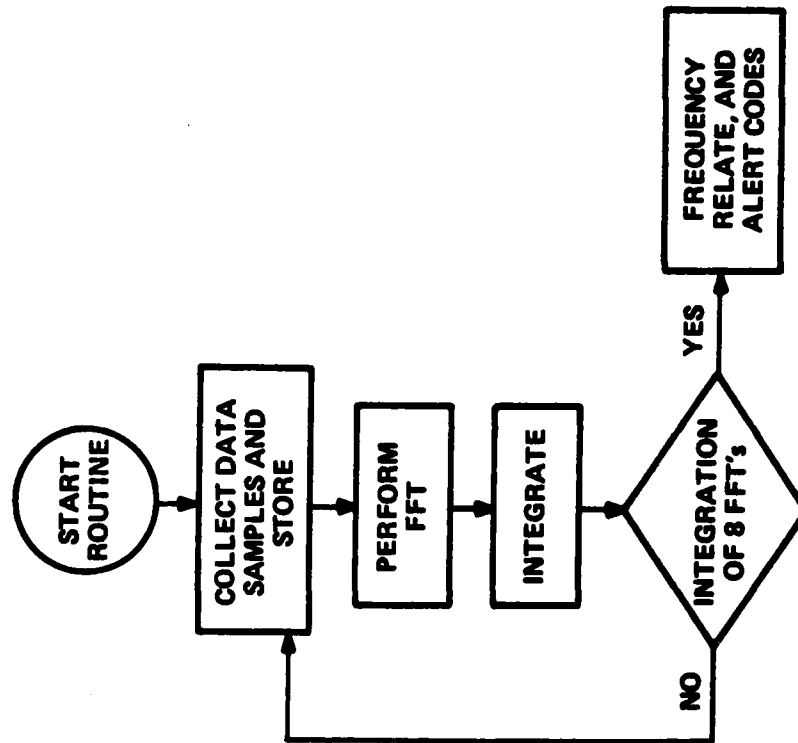 START
ROUTINE
COLLECT DATA
SAMPLES AND
STORE
PERFORM
FFT
INTEGRATE
INTEGRATION
OF 8 FFT's
NO
YES
FREQUENCY
RELATE, AND
ALERT CODES